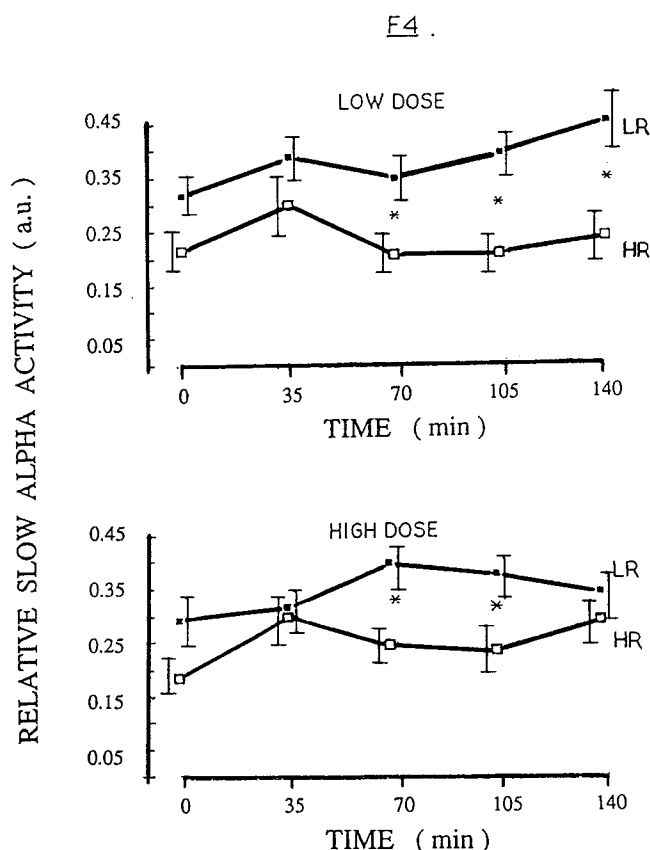 F4 .
LOW DOSE
RELATIVE SLOW ALPHA ACTIVITY ( a.u. )
0.45
0.35
0.25
0.15
0.05
LR
*
*
*
HR
0 35 70 105 140
TIME ( min )
HIGH DOSE
0.45
0.35
0.25
0.15
0.05
LR
*
*
HR
0 35 70 105 140
TIME ( min )